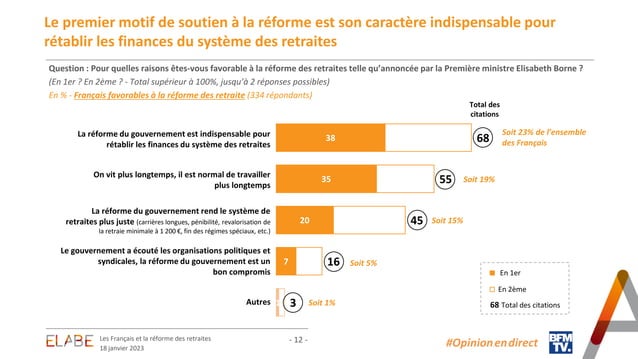 Le premier motif de soutien à la réforme est son caractère indispensable pour
rétablir les finances du système des retraites
Question : Pour quelles raisons êtes-vous favorable à la réforme des retraites telle qu'annoncée par la Première ministre Elisabeth Borne ?
(En 1er ? En 2ème ? - Total supérieur à 100%, jusqu'à 2 réponses possibles)
En % - Français favorables à la réforme des retraite (334 répondants)
Total des
citations
La réforme du gouvernement est indispensable pour
rétablir les finances du système des retraites
38
68
Soit 23% de l'ensemble
des Français
On vit plus longtemps, il est normal de travailler
plus longtemps
35
55
Soit 19%
La réforme du gouvernement rend le système de
retraites plus juste (carrières longues, pénibilité, revalorisation de
la retraie minimale à 1 200 €, fin des régimes spéciaux, etc.)
20
45
Soit 15%
Le gouvernement a écouté les organisations politiques et
syndicales, la réforme du gouvernement est un
bon compromis
7
16
Soit 5%
Autres
3
Soit 1%
En 1er
En 2ème
68 Total des citations
ELABE
Les Français et la réforme des retraites
18 janvier 2023
- 12 -
#Opinionendirect
BFM
TV.